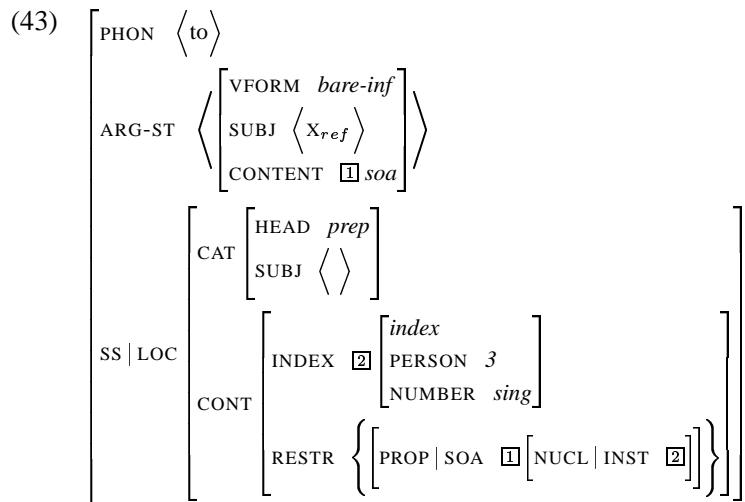 (43)
PHON ⟨to⟩
ARG-ST ⟨ [ VFORM bare-inf
SUBJ ⟨X_ref⟩
CONTENT [1] soa ] ⟩
SS | LOC
CAT [ HEAD prep
SUBJ ⟨ ⟩ ]
CONT
INDEX [2] [ index
PERSON 3
NUMBER sing ]
RESTR { [ PROP | SOA [1] [ NUCL | INST [2] ] ] }